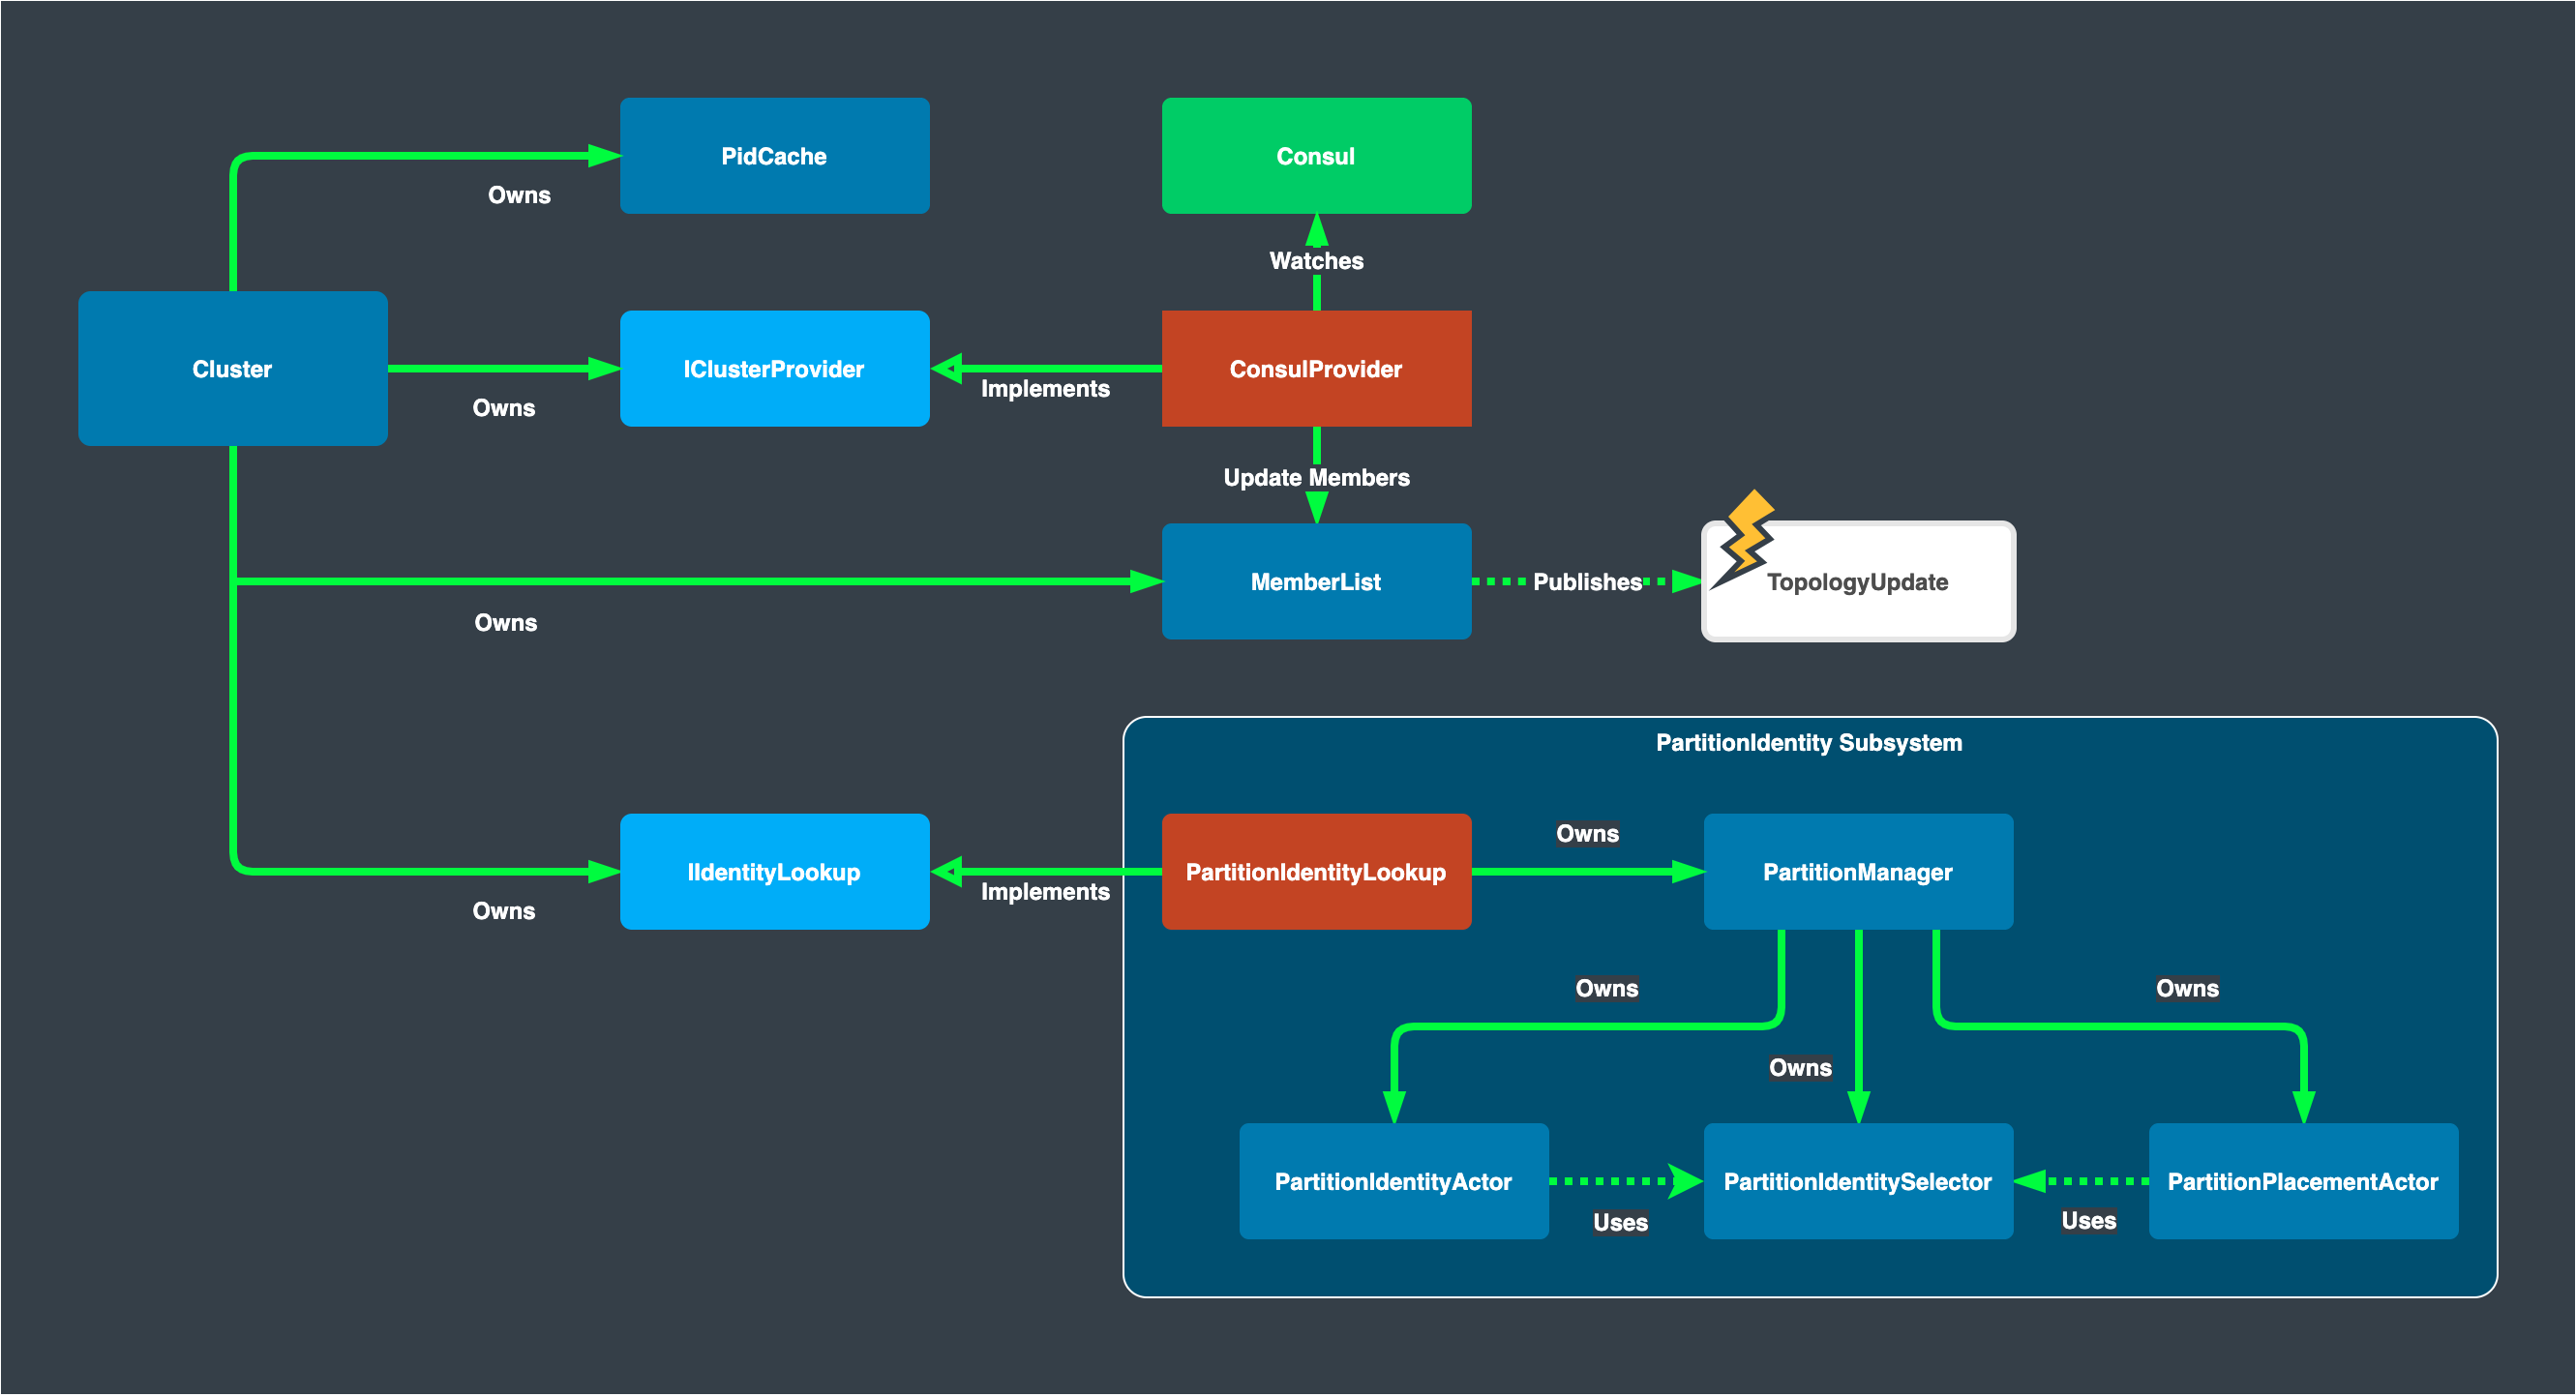 PidCache
Consul
Owns
Watches
Cluster
IClusterProvider
ConsulProvider
Implements
Owns
Update Members
MemberList
Publishes
TopologyUpdate
Owns
PartitionIdentity Subsystem
Owns
IIdentityLookup
PartitionIdentityLookup
PartitionManager
Implements
Owns
Owns
Owns
Owns
PartitionIdentityActor
PartitionIdentitySelector
PartitionPlacementActor
Uses
Uses